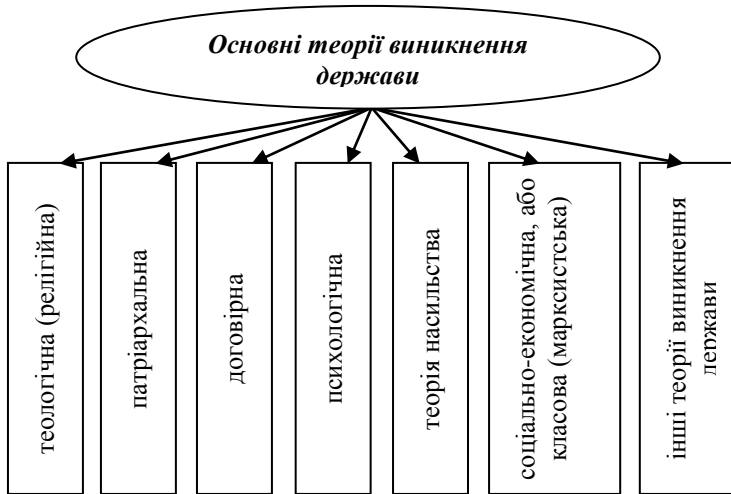 Основні теорії виникнення
держави
теологічна (релігійна)
патріархальна
договірна
психологічна
теорія насильства
соціально-економічна, або
класова (марксистська)
інші теорії виникнення
держави